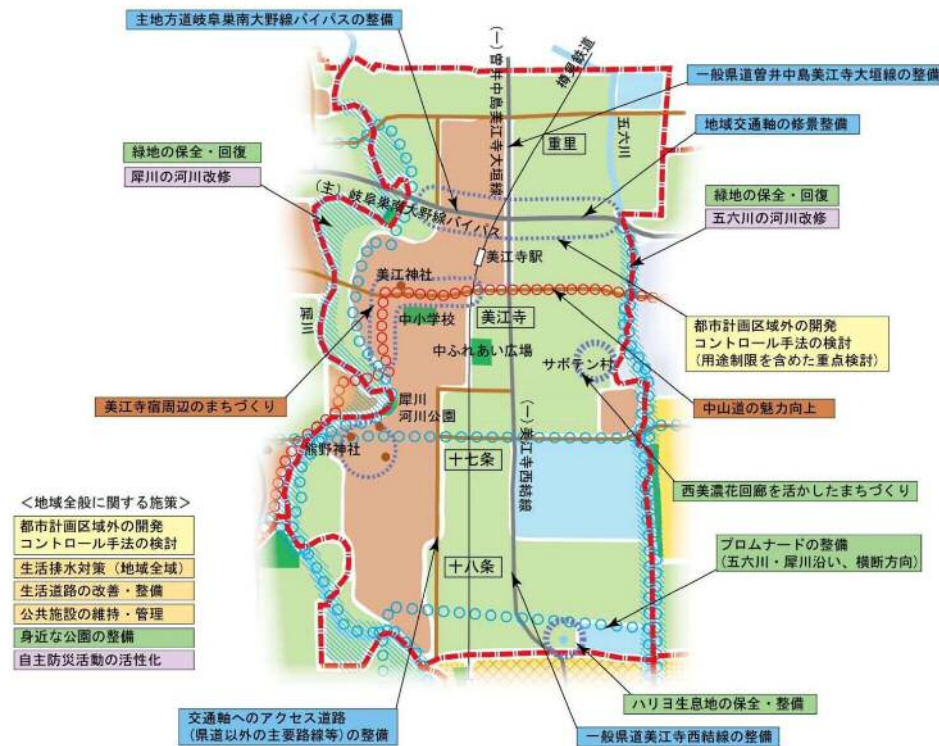 主地方道岐阜巣南大野線バイパスの整備
(一)曽井中島美江寺大垣線
樽見鉄道
一般県道曽井中島美江寺大垣線の整備
五六川
地域交通軸の修景整備
重里
緑地の保全・回復
犀川の河川改修
(主)岐阜巣南大野線バイパス
緑地の保全・回復
五六川の河川改修
美江寺駅
美江神社
犀川
中小学校
美江寺
都市計画区域外の開発
コントロール手法の検討
(用途制限を含めた重点検討)
中ふれあい広場
サボテン村
美江寺宿周辺のまちづくり
中山道の魅力向上
犀川
河川公園
(一)美江寺西結線
熊野神社
十七条
西美濃花回廊を活かしたまちづくり
<地域全般に関する施策>
都市計画区域外の開発
コントロール手法の検討
生活排水対策(地域全域)
生活道路の改善・整備
公共施設の維持・管理
身近な公園の整備
自主防災活動の活性化
十八条
プロムナードの整備
(五六川・犀川沿い、横断方向)
ハリヨ生息地の保全・整備
交通軸へのアクセス道路
(県道以外の主要路線等)の整備
一般県道美江寺西結線の整備